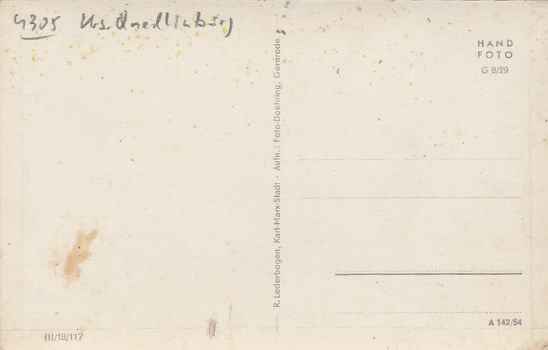 4305 Krs. Quedlinburg
HAND
FOTO
G 8/29
R. Lederbogen, Karl-Marx-Stadt - Aufn.: Foto-Doehring, Gernrode
A 142/54
III/18/117